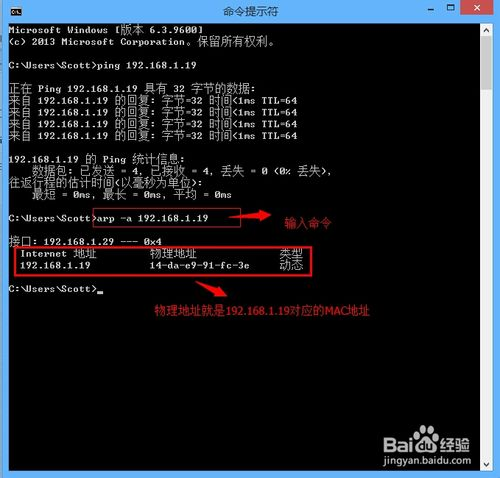 命令提示符
Microsoft Windows [版本 6.3.9600]
(c) 2013 Microsoft Corporation。保留所有权利。
C:\Users\Scott>ping 192.168.1.19
正在 Ping 192.168.1.19 具有 32 字节的数据:
来自 192.168.1.19 的回复: 字节=32 时间<1ms TTL=64
来自 192.168.1.19 的回复: 字节=32 时间<1ms TTL=64
来自 192.168.1.19 的回复: 字节=32 时间<1ms TTL=64
来自 192.168.1.19 的回复: 字节=32 时间<1ms TTL=64
192.168.1.19 的 Ping 统计信息:
数据包: 已发送 = 4，已接收 = 4，丢失 = 0 (0% 丢失)，
往返行程的估计时间(以毫秒为单位):
最短 = 0ms，最长 = 0ms，平均 = 0ms
C:\Users\Scott>arp -a 192.168.1.19
输入命令
接口: 192.168.1.29 --- 0x4
Internet 地址 物理地址 类型
192.168.1.19 14-da-e9-91-fc-3e 动态
C:\Users\Scott>_
物理地址就是192.168.1.19对应的MAC地址
Baidu 经验
jingyan.baidu.com